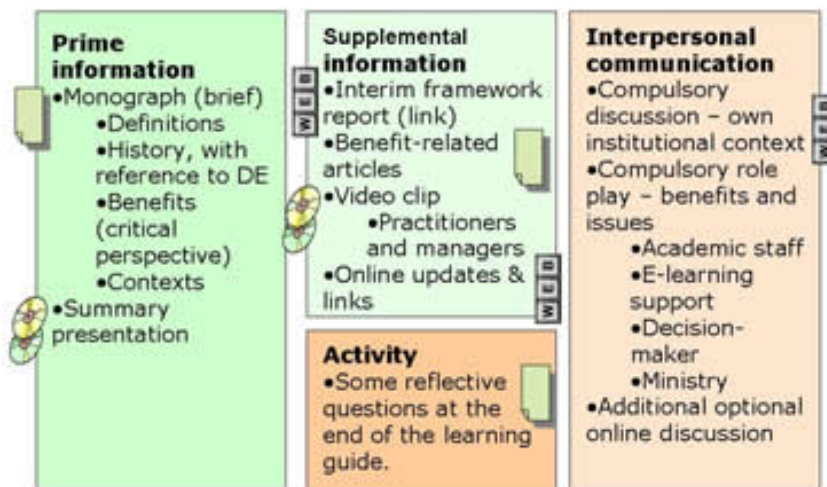 Prime
information
•Monograph (brief)
•Definitions
•History, with
reference to DE
•Benefits
(critical
perspective)
•Contexts
•Summary
presentation
Supplemental
information
•Interim framework
report (link)
•Benefit-related
articles
•Video clip
•Practitioners
and managers
•Online updates &
links
WEB
WEB
Activity
•Some reflective
questions at the
end of the learning
guide.
Interpersonal
communication
•Compulsory
discussion – own
institutional context
•Compulsory role
play – benefits and
issues
•Academic staff
•E-learning
support
•Decision-
maker
•Ministry
•Additional optional
online discussion
WEB